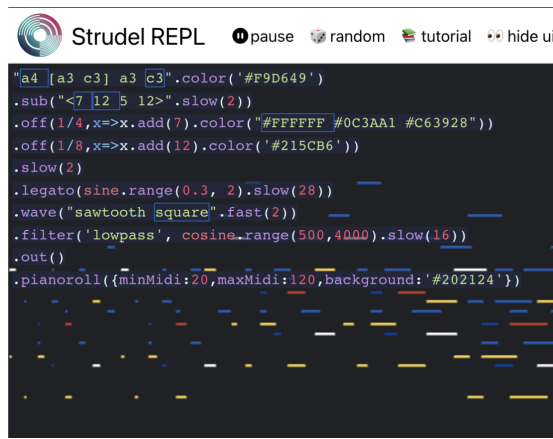 Strudel REPL pause random tutorial hide ui
"a4 [a3 c3] a3 c3".color('#F9D649')
.sub("<7 12 5 12>".slow(2))
.off(1/4,x=>x.add(7).color("#FFFFFF #0C3AA1 #C63928"))
.off(1/8,x=>x.add(12).color('#215CB6'))
.slow(2)
.legato(sine.range(0.3, 2).slow(28))
.wave("sawtooth square".fast(2))
.filter('lowpass', cosine.range(500,4000).slow(16))
.out()
.pianoroll({minMidi:20,maxMidi:120,background:'#202124'})